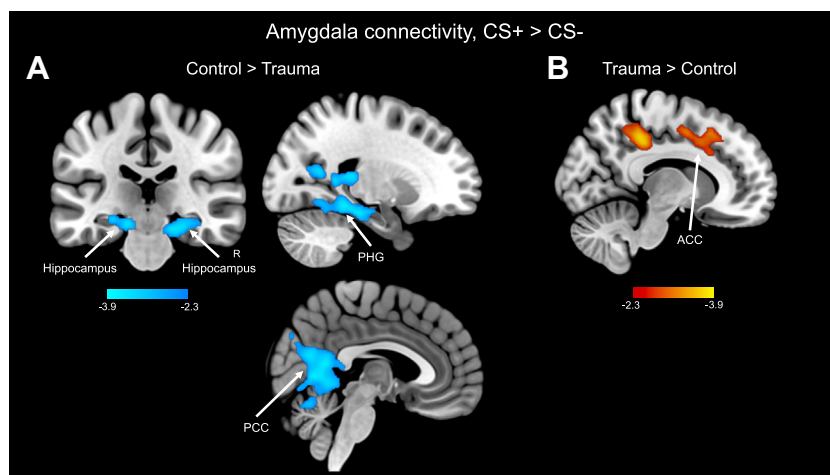 Amygdala connectivity, CS+ > CS-
A
Control > Trauma
Hippocampus
R
Hippocampus
-3.9
-2.3
PHG
PCC
B
Trauma > Control
ACC
-2.3
-3.9